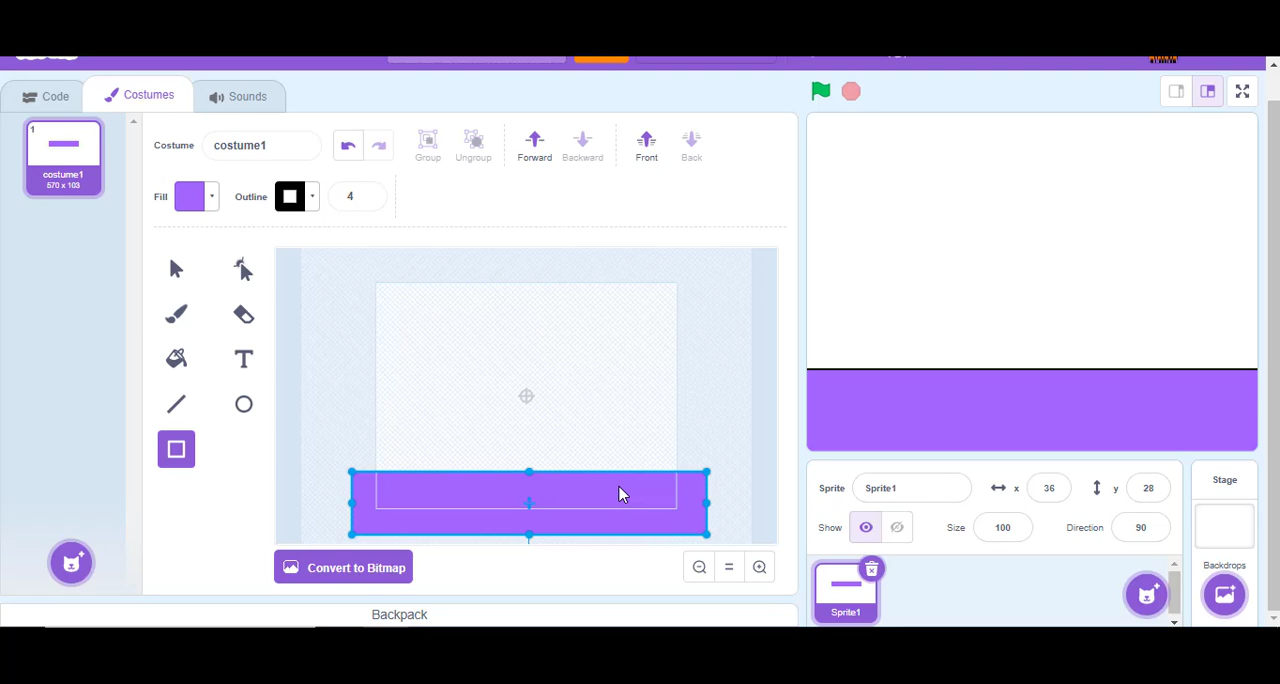 Code
Costumes
Sounds
1
costume1
570 x 103
Costume
costume1
Group
Ungroup
Forward
Backward
Front
Back
Fill
Outline
4
Convert to Bitmap
Backpack
Sprite
Sprite1
x
36
y
28
Show
Size
100
Direction
90
Sprite1
Stage
Backdrops